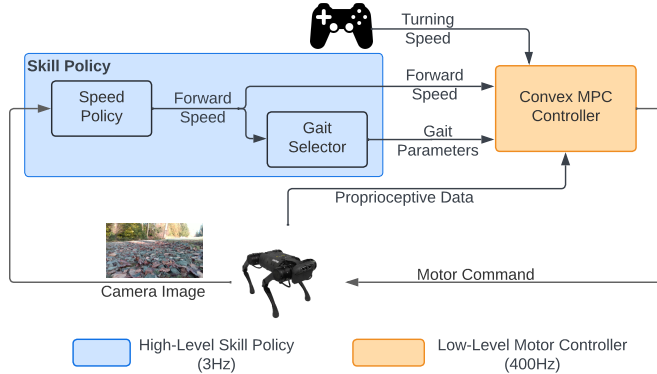 Turning
Speed
Skill Policy
Speed
Policy
Forward
Speed
Gait
Selector
Forward
Speed
Gait
Parameters
Convex MPC
Controller
Proprioceptive Data
Camera Image
Motor Command
High-Level Skill Policy
(3Hz)
Low-Level Motor Controller
(400Hz)